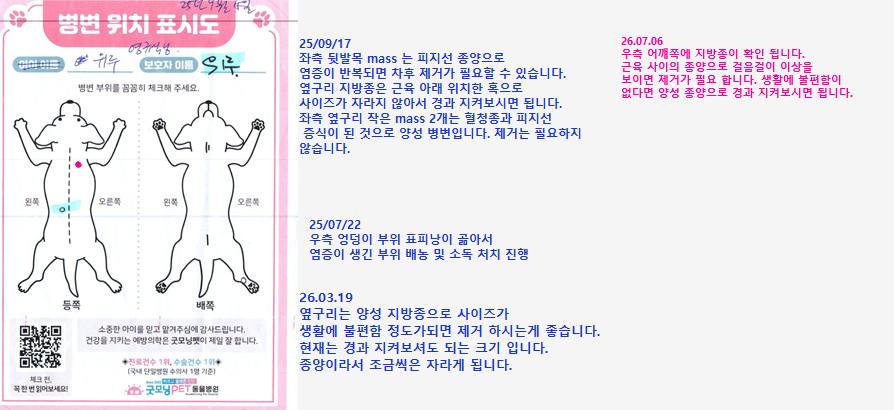 병변 위치 표시도
아이 이름
위루
보호자 이름
병변 부위를 꼼꼼히 체크해 주세요.
왼쪽
오른쪽
왼쪽
오른쪽
등쪽
배쪽
체크 전,
꼭 한 번 읽어보세요!
소중한 아이를 믿고 맡겨주심에 감사드립니다.
건강을 지키는 예방의학은 굿모닝펫이 제일 잘 합니다.
진료건수 1위, 수술건수 1위
(국내 단일병원 수의사 1명 기준)
굿모닝PET동물병원
25/09/17
좌측 뒷발목 mass 는 피지선 종양으로
염증이 반복되면 차후 제거가 필요할 수 있습니다.
옆구리 지방종은 근육 아래 위치한 혹으로
사이즈가 자라지 않아서 경과 지켜보시면 됩니다.
좌측 옆구리 작은 mass 2개는 혈청종과 피지선
증식이 된 것으로 양성 병변입니다. 제거는 필요하지
않습니다.
25/07/22
우측 엉덩이 부위 표피낭이 곪아서
염증이 생긴 부위 배농 및 소독 처치 진행
26.03.19
옆구리는 양성 지방종으로 사이즈가
생활에 불편함 정도가되면 제거 하시는게 좋습니다.
현재는 경과 지켜보셔도 되는 크기 입니다.
종양이라서 조금씩은 자라게 됩니다.
26.07.06
우측 어깨쪽에 지방종이 확인 됩니다.
근육 사이의 종양으로 걸음걸이 이상을
보이면 제거가 필요 합니다. 생활에 불편함이
없다면 양성 종양으로 경과 지켜보시면 됩니다.